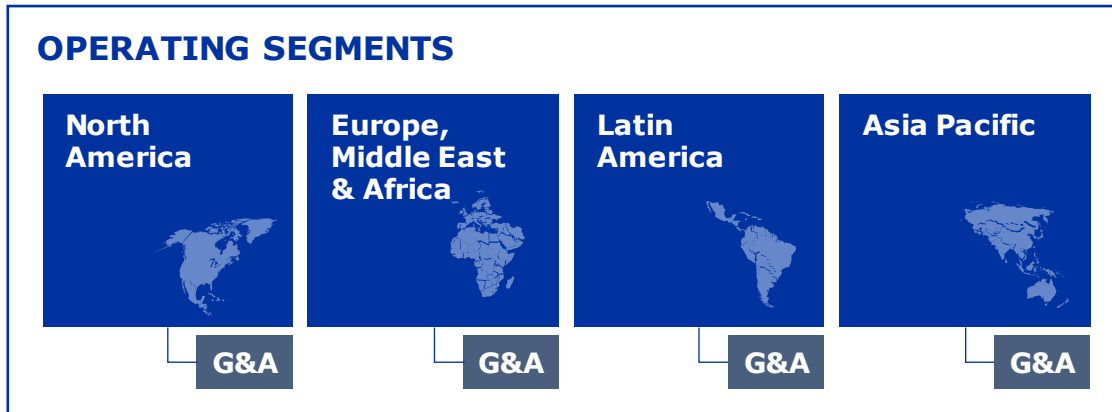 OPERATING SEGMENTS
North
America
Europe,
Middle East
& Africa
Latin
America
Asia Pacific
G&A
G&A
G&A
G&A